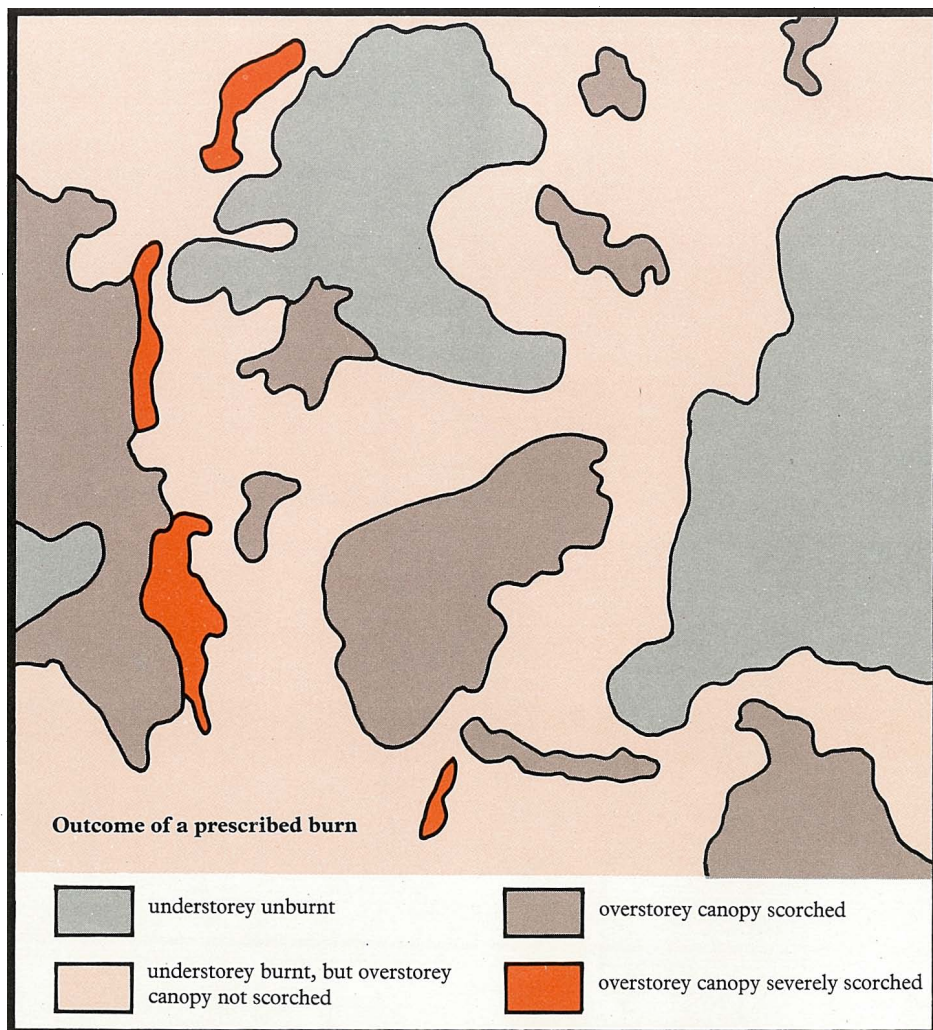 Outcome of a prescribed burn
understorey unburnt
overstorey canopy scorched
understorey burnt, but overstorey
canopy not scorched
overstorey canopy severely scorched